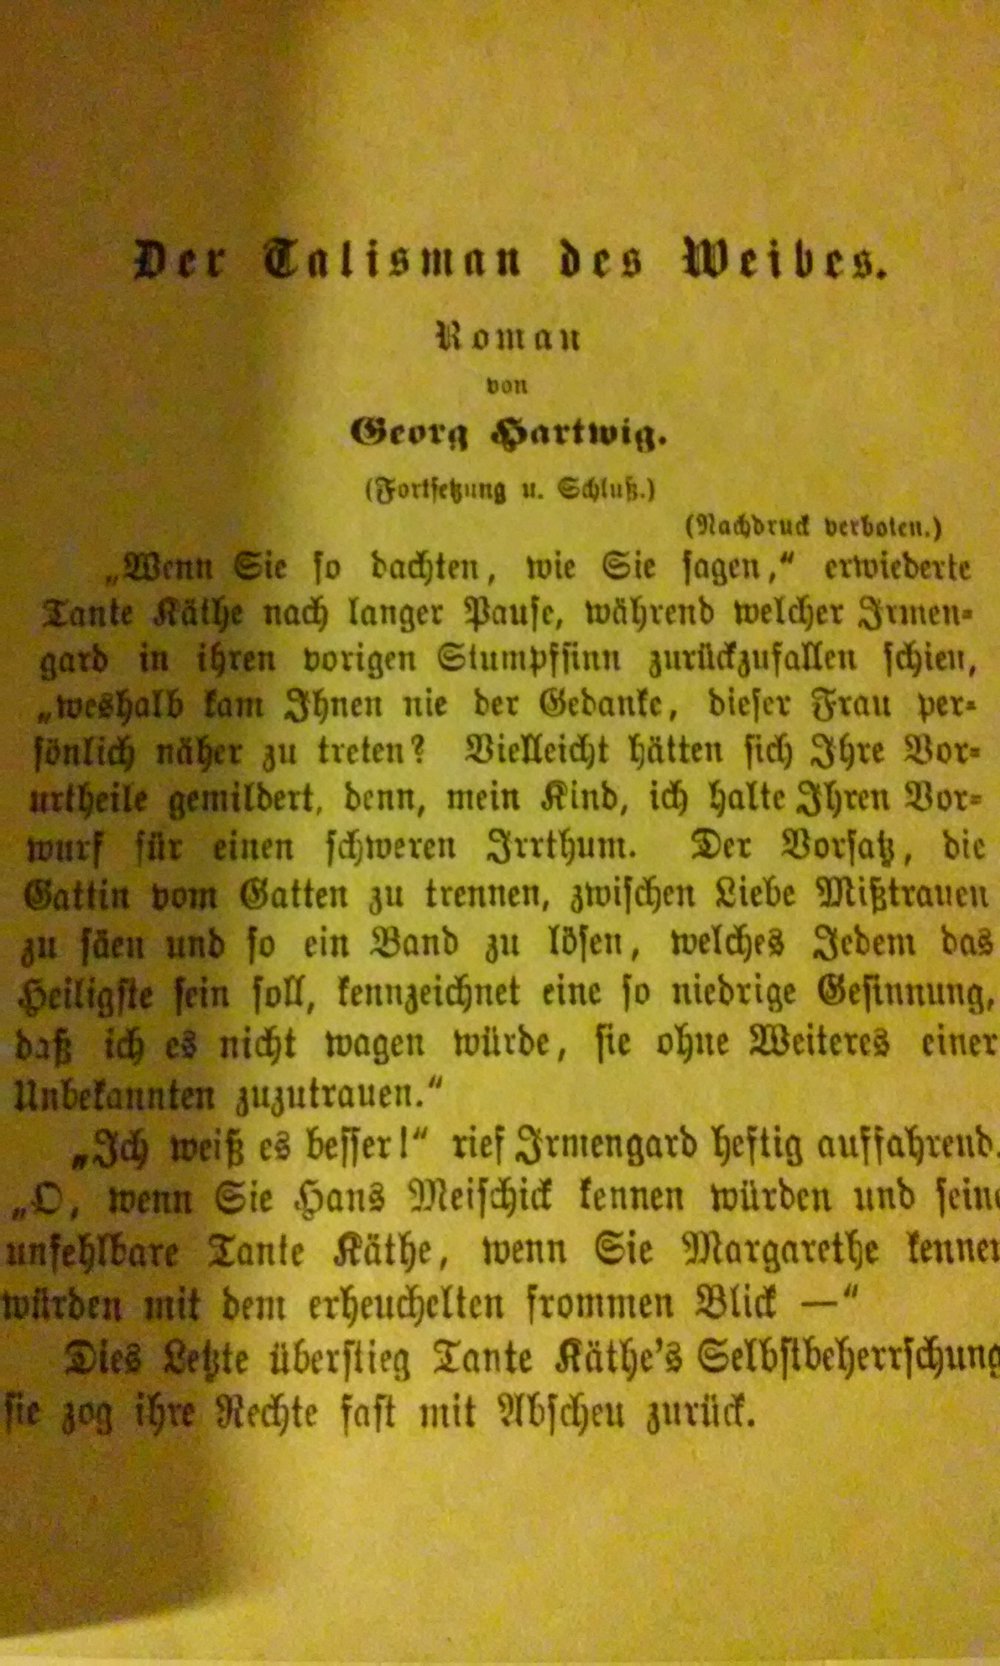 Der Talisman des Weibes.
Roman
von
Georg Hartwig.
(Fortsetzung u. Schluß.)
(Nachdruck verboten.)
„Wenn Sie so dachten, wie Sie sagen,“ erwiederte
Tante Käthe nach langer Pause, während welcher Irmen-
gard in ihren vorigen Stumpfsinn zurückzufallen schien,
„weshalb kam Ihnen nie der Gedanke, dieser Frau per-
sönlich näher zu treten? Vielleicht hätten sich Ihre Vor-
urtheile gemildert, denn, mein Kind, ich halte Ihren Vor-
wurf für einen schweren Irrthum. Der Vorsatz, die
Gattin vom Gatten zu trennen, zwischen Liebe Mißtrauen
zu säen und so ein Band zu lösen, welches Jedem das
Heiligste sein soll, kennzeichnet eine so niedrige Gesinnung,
daß ich es nicht wagen würde, sie ohne Weiteres einer
Unbekannten zuzutrauen.“
„Ich weiß es besser!“ rief Irmengard heftig auffahrend.
„O, wenn Sie Hans Meischick kennen würden und seine
unfehlbare Tante Käthe, wenn Sie Margarethe kennen
würden mit dem erheuchelten frommen Blick —“
Dies Letzte überstieg Tante Käthe's Selbstbeherrschung
sie zog ihre Rechte fast mit Abscheu zurück.